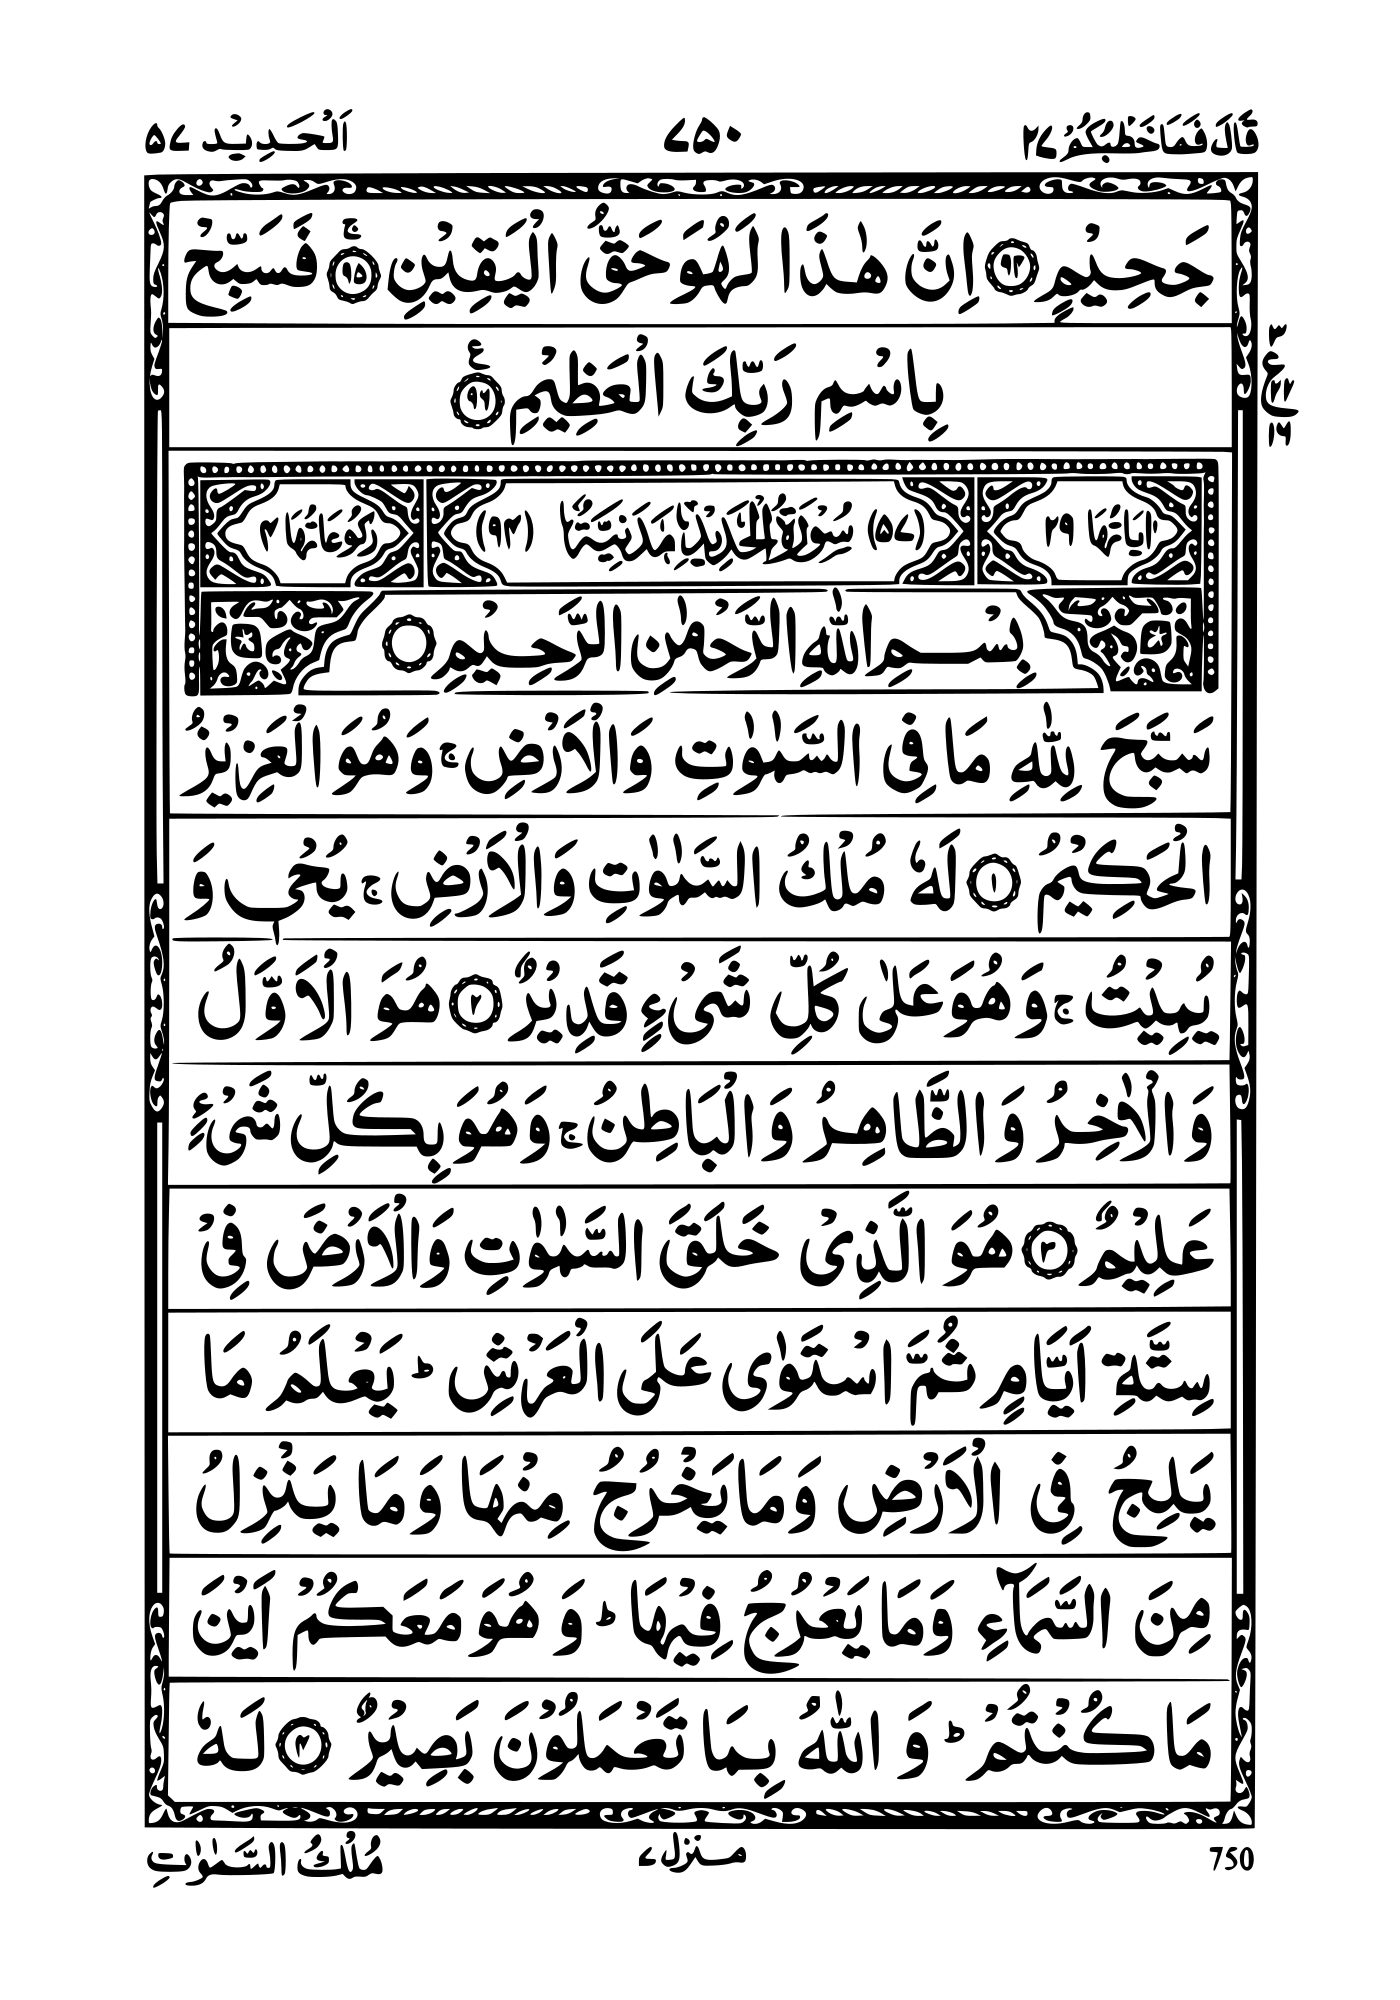 قَالَ فَمَا خَطْبُكُمْ ٢٧ ٧٥٠ اَلْحَدِيْد ٥٧
جَحِيْمٍ ﴿٩٤﴾ اِنَّ هٰذَا لَهُوَ حَقُّ الْيَقِيْنِ ۚ ﴿٩٥﴾ فَسَبِّحْ
بِاسْمِ رَبِّكَ الْعَظِيْمِ ﴿٩٦﴾ ع
٣
ع ٢٢
١٦
اٰيَاتُهَا ٢٩ (٥٧) سُوْرَةُ الْحَدِيْدِ مَدَنِيَّةٌ (٩٤) رُكُوْعَاتُهَا ٤
بِسْمِ اللّٰهِ الرَّحْمٰنِ الرَّحِيْمِ
سَبَّحَ لِلّٰهِ مَا فِى السَّمٰوٰتِ وَالْاَرْضِ ۚ وَهُوَ الْعَزِيْزُ
الْحَكِيْمُ ﴿١﴾ لَهٗ مُلْكُ السَّمٰوٰتِ وَالْاَرْضِ ۚ يُحْىٖ وَ
يُمِيْتُ ۚ وَهُوَ عَلٰى كُلِّ شَىْءٍ قَدِيْرٌ ﴿٢﴾ هُوَ الْاَوَّلُ
وَالْاٰخِرُ وَالظَّاهِرُ وَالْبَاطِنُ ۚ وَهُوَ بِكُلِّ شَىْءٍ
عَلِيْمٌ ﴿٣﴾ هُوَ الَّذِىْ خَلَقَ السَّمٰوٰتِ وَالْاَرْضَ فِىْ
سِتَّةِ اَيَّامٍ ثُمَّ اسْتَوٰى عَلَى الْعَرْشِ ؕ يَعْلَمُ مَا
يَلِجُ فِى الْاَرْضِ وَمَا يَخْرُجُ مِنْهَا وَمَا يَنْزِلُ
مِنَ السَّمَآءِ وَمَا يَعْرُجُ فِيْهَا ؕ وَهُوَ مَعَكُمْ اَيْنَ
مَا كُنْتُمْ ؕ وَ اللّٰهُ بِمَا تَعْمَلُوْنَ بَصِيْرٌ ﴿٤﴾ لَهٗ
750 منزل ٧ مُلْكُ السَّمٰوٰتِ